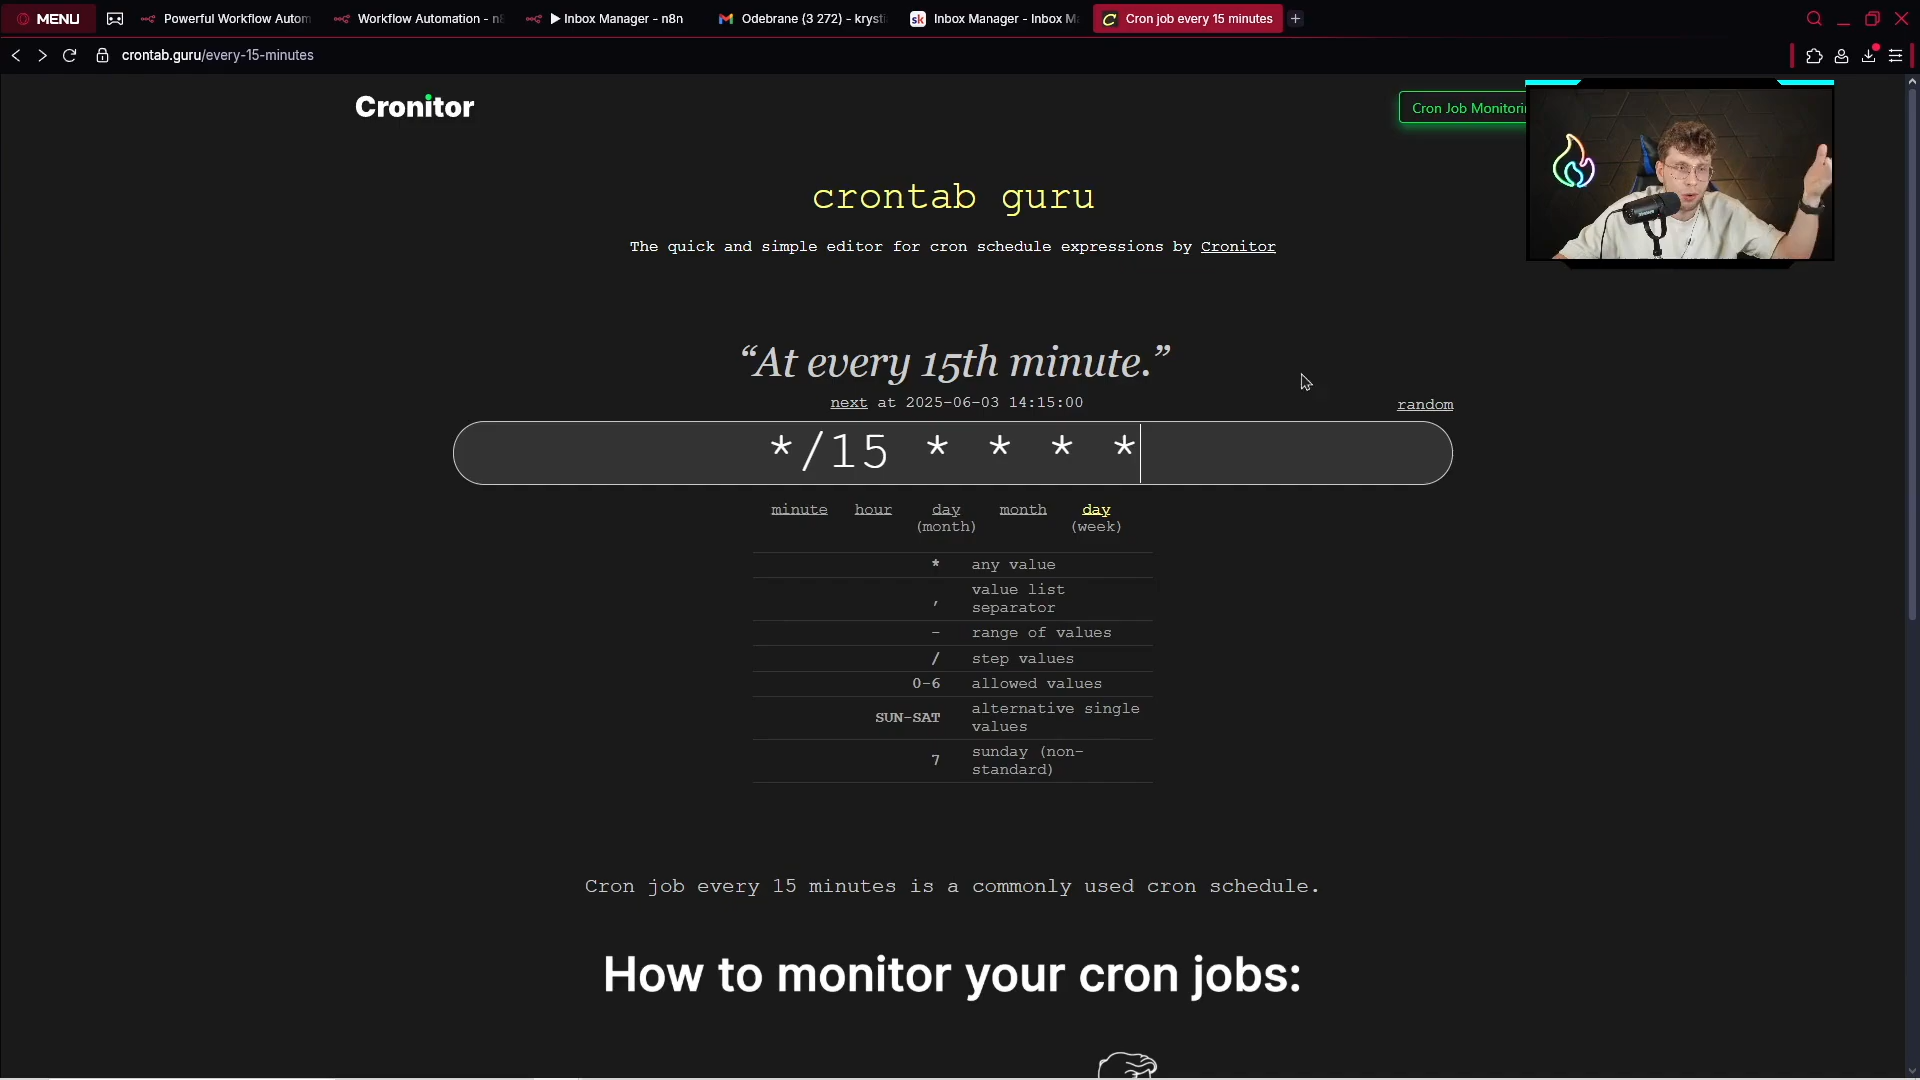 MENU
Powerful Workflow Autom
Workflow Automation - n8
▶ Inbox Manager - n8n
Odebrane (3 272) - krysti
sk
Inbox Manager - Inbox Ma
Cron job every 15 minutes
crontab.guru/every-15-minutes
Cronitor
Cron Job Monitorin
crontab guru
The quick and simple editor for cron schedule expressions by Cronitor
“At every 15th minute.”
next at 2025-06-03 14:15:00
random
*/15 * * * *
minute hour day (month) month day (week)
* any value
, value list separator
- range of values
/ step values
0-6 allowed values
SUN-SAT alternative single values
7 sunday (non-standard)
Cron job every 15 minutes is a commonly used cron schedule.
How to monitor your cron jobs: